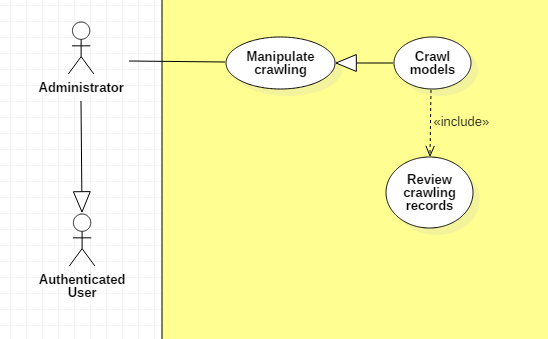 Administrator
Manipulate
crawling
Crawl
models
«include»
Review
crawling
records
Authenticated
User